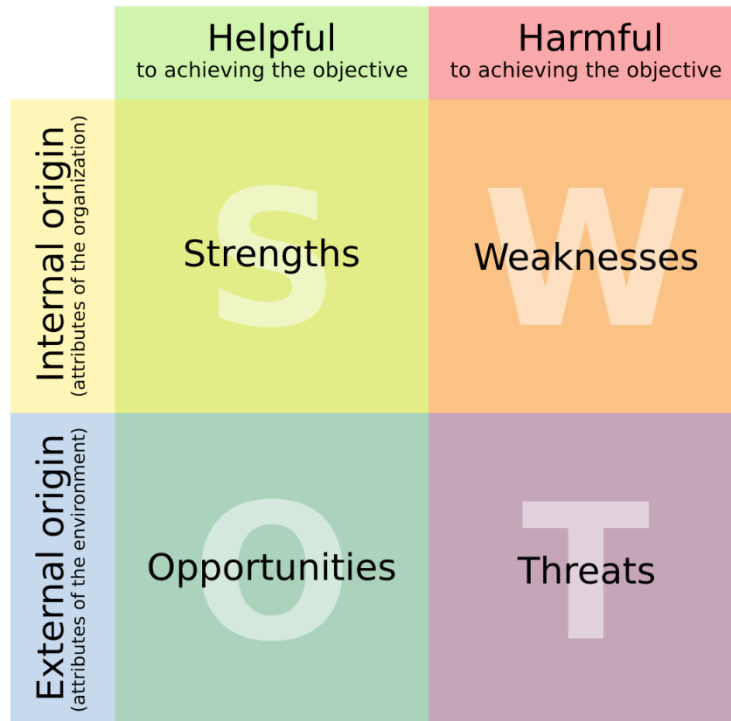 Helpful
to achieving the objective
Harmful
to achieving the objective
Internal origin
(attributes of the organization)
S
Strengths
W
Weaknesses
External origin
(attributes of the environment)
O
Opportunities
T
Threats